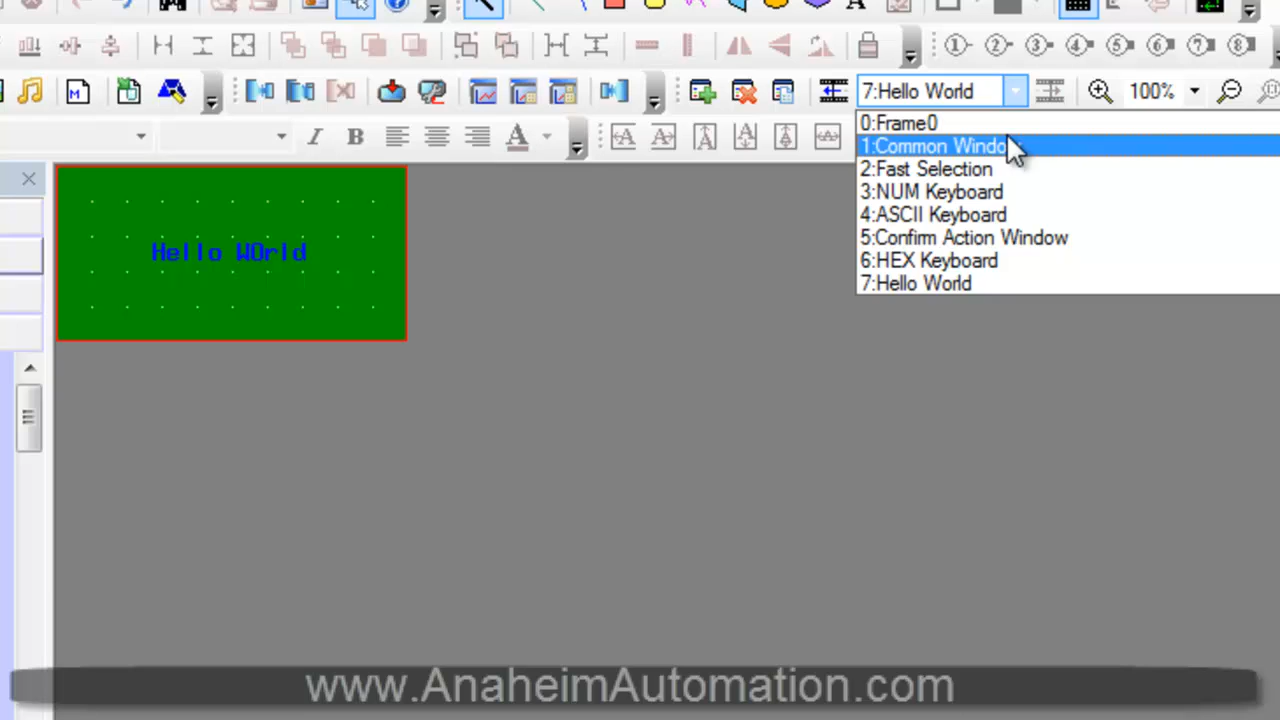 7:Hello World
100%
0:Frame0
1:Common Window
2:Fast Selection
3:NUM Keyboard
4:ASCII Keyboard
5:Confirm Action Window
6:HEX Keyboard
7:Hello World
Hello WOrld
www.AnaheimAutomation.com